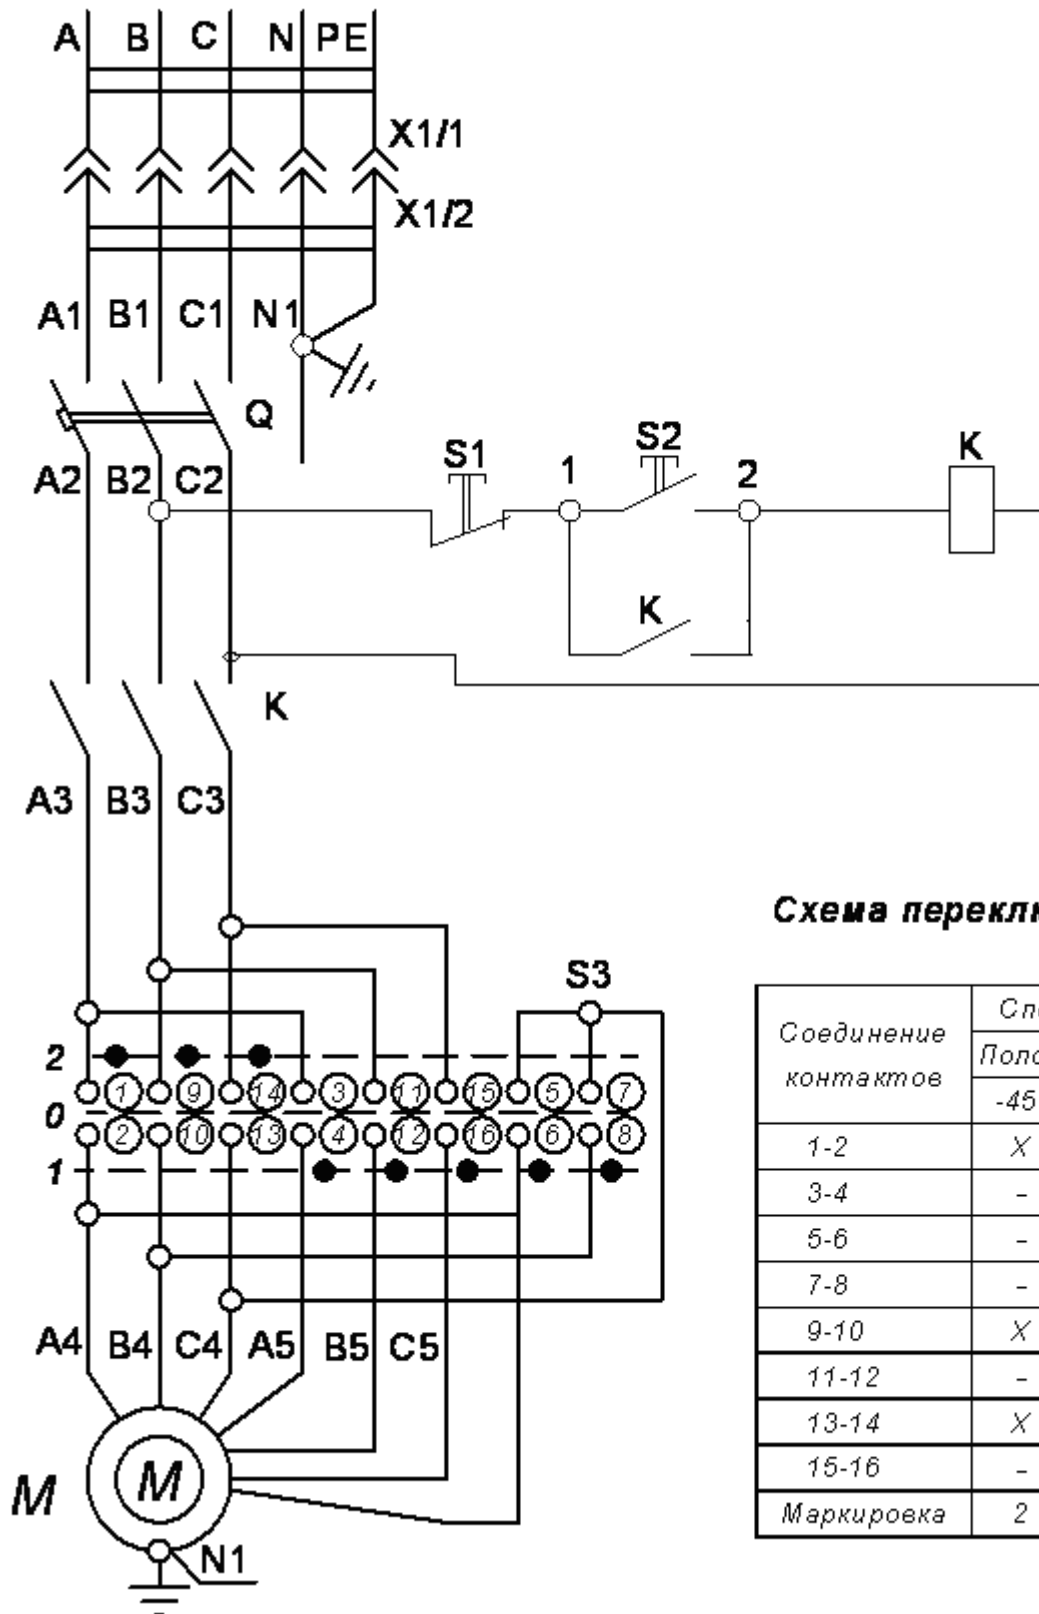 A B C N PE
X1/1
X1/2
A1 B1 C1 N1
Q
A2 B2 C2
S1 1 S2 2 K
K
K
A3 B3 C3
S3
2
1 9 14 3 11 15 5 7
0
2 10 13 4 12 16 6 8
1
A4 B4 C4 A5 B5 C5
M M
N1
Соединение
контактов
-45
1-2 X
3-4 -
5-6 -
7-8 -
9-10 X
11-12 -
13-14 X
15-16 -
Маркировка 2
Схема